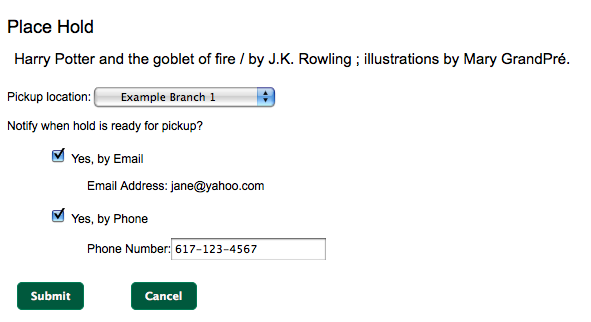 Place Hold
Harry Potter and the goblet of fire / by J.K. Rowling ; illustrations by Mary GrandPré.
Pickup location: Example Branch 1
Notify when hold is ready for pickup?
Yes, by Email
Email Address: jane@yahoo.com
Yes, by Phone
Phone Number: 617-123-4567
Submit Cancel